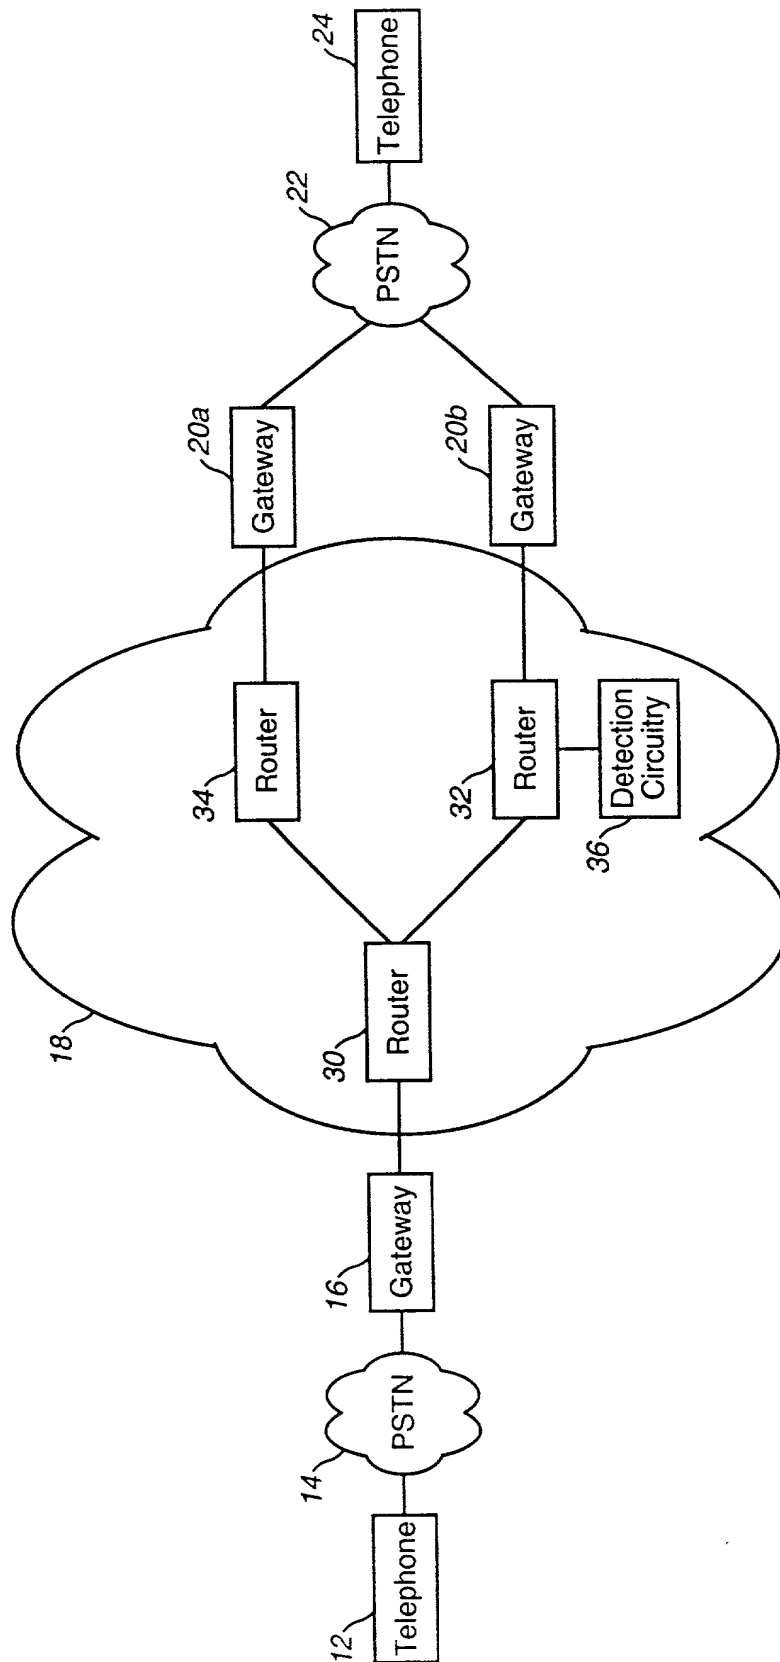 12
Telephone
14
PSTN
16
Gateway
18
30
Router
34
Router
32
Router
36
Detection
Circuitry
20a
Gateway
20b
Gateway
22
PSTN
24
Telephone